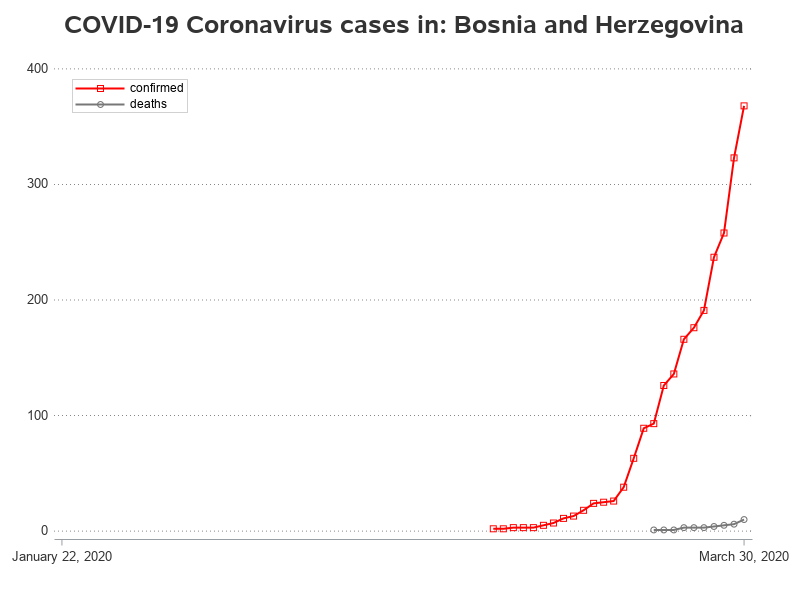 COVID-19 Coronavirus cases in: Bosnia and Herzegovina
400
confirmed
deaths
300
200
100
0
January 22, 2020
March 30, 2020